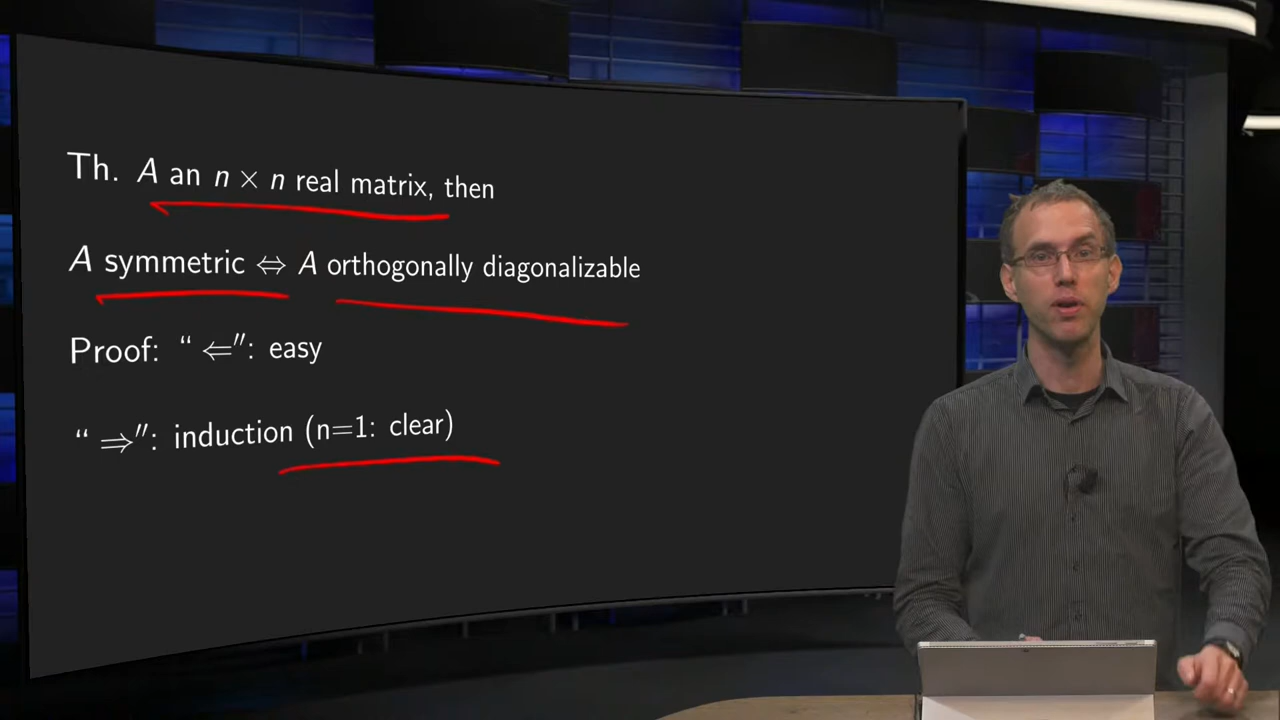 Th. A an n × n real matrix, then
A symmetric ⇔ A orthogonally diagonalizable
Proof: “ ⇐”: easy
“ ⇒”: induction (n=1: clear)